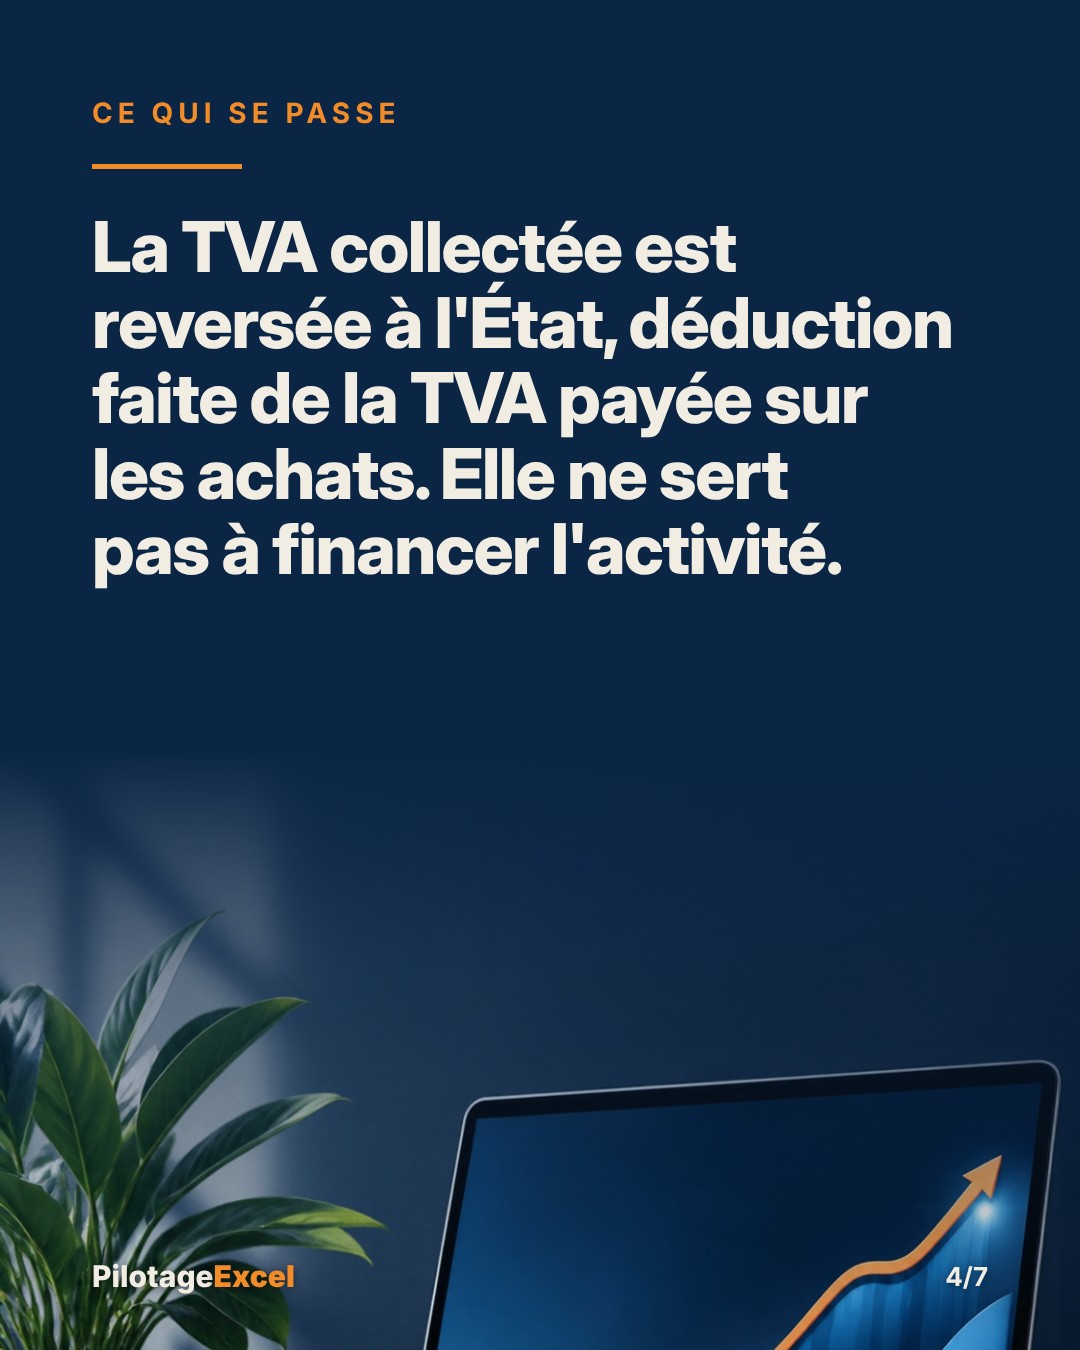 CE QUI SE PASSE
La TVA collectée est
reversée à l'État, déduction
faite de la TVA payée sur
les achats. Elle ne sert
pas à financer l'activité.
PilotageExcel
4/7